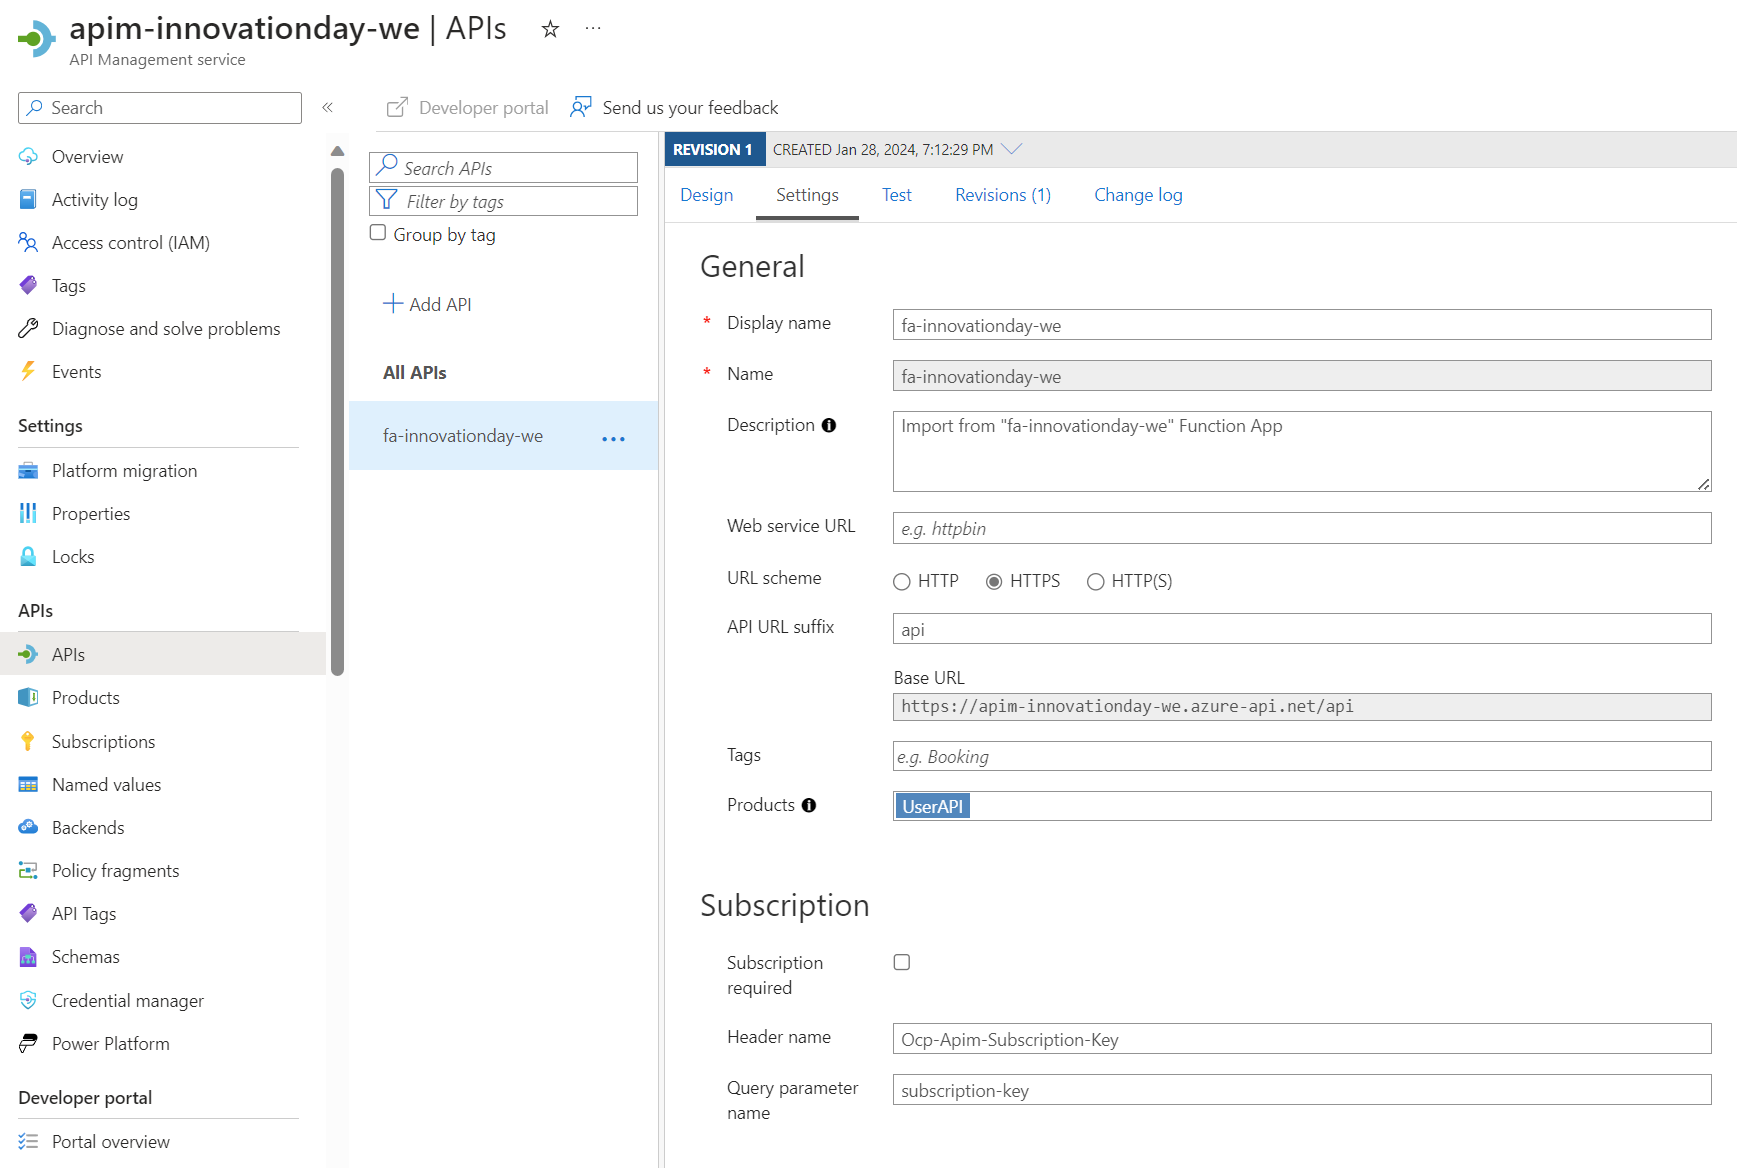 apim-innovationday-we | APIs
API Management service
Search
Overview
Activity log
Access control (IAM)
Tags
Diagnose and solve problems
Events
Settings
Platform migration
Properties
Locks
APIs
APIs
Products
Subscriptions
Named values
Backends
Policy fragments
API Tags
Schemas
Credential manager
Power Platform
Developer portal
Portal overview
Developer portal
Send us your feedback
Search APIs
Filter by tags
Group by tag
Add API
All APIs
fa-innovationday-we
REVISION 1 CREATED Jan 28, 2024, 7:12:29 PM
Design Settings Test Revisions (1) Change log
General
* Display name fa-innovationday-we
* Name fa-innovationday-we
Description Import from "fa-innovationday-we" Function App
Web service URL e.g. httpbin
URL scheme HTTP HTTPS HTTP(S)
API URL suffix api
Base URL
https://apim-innovationday-we.azure-api.net/api
Tags e.g. Booking
Products UserAPI
Subscription
Subscription
required
Header name Ocp-Apim-Subscription-Key
Query parameter
name
subscription-key